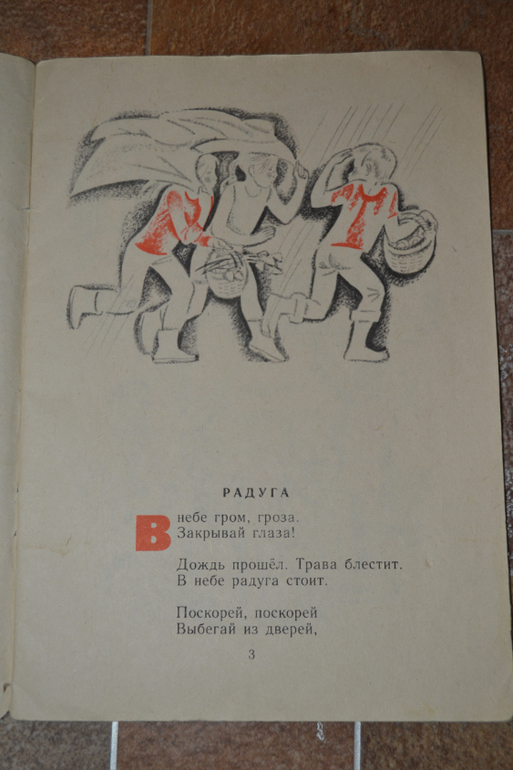 РАДУГА
В небе гром, гроза.
Закрывай глаза!
Дождь прошёл. Трава блестит.
В небе радуга стоит.
Поскорей, поскорей
Выбегай из дверей,
3